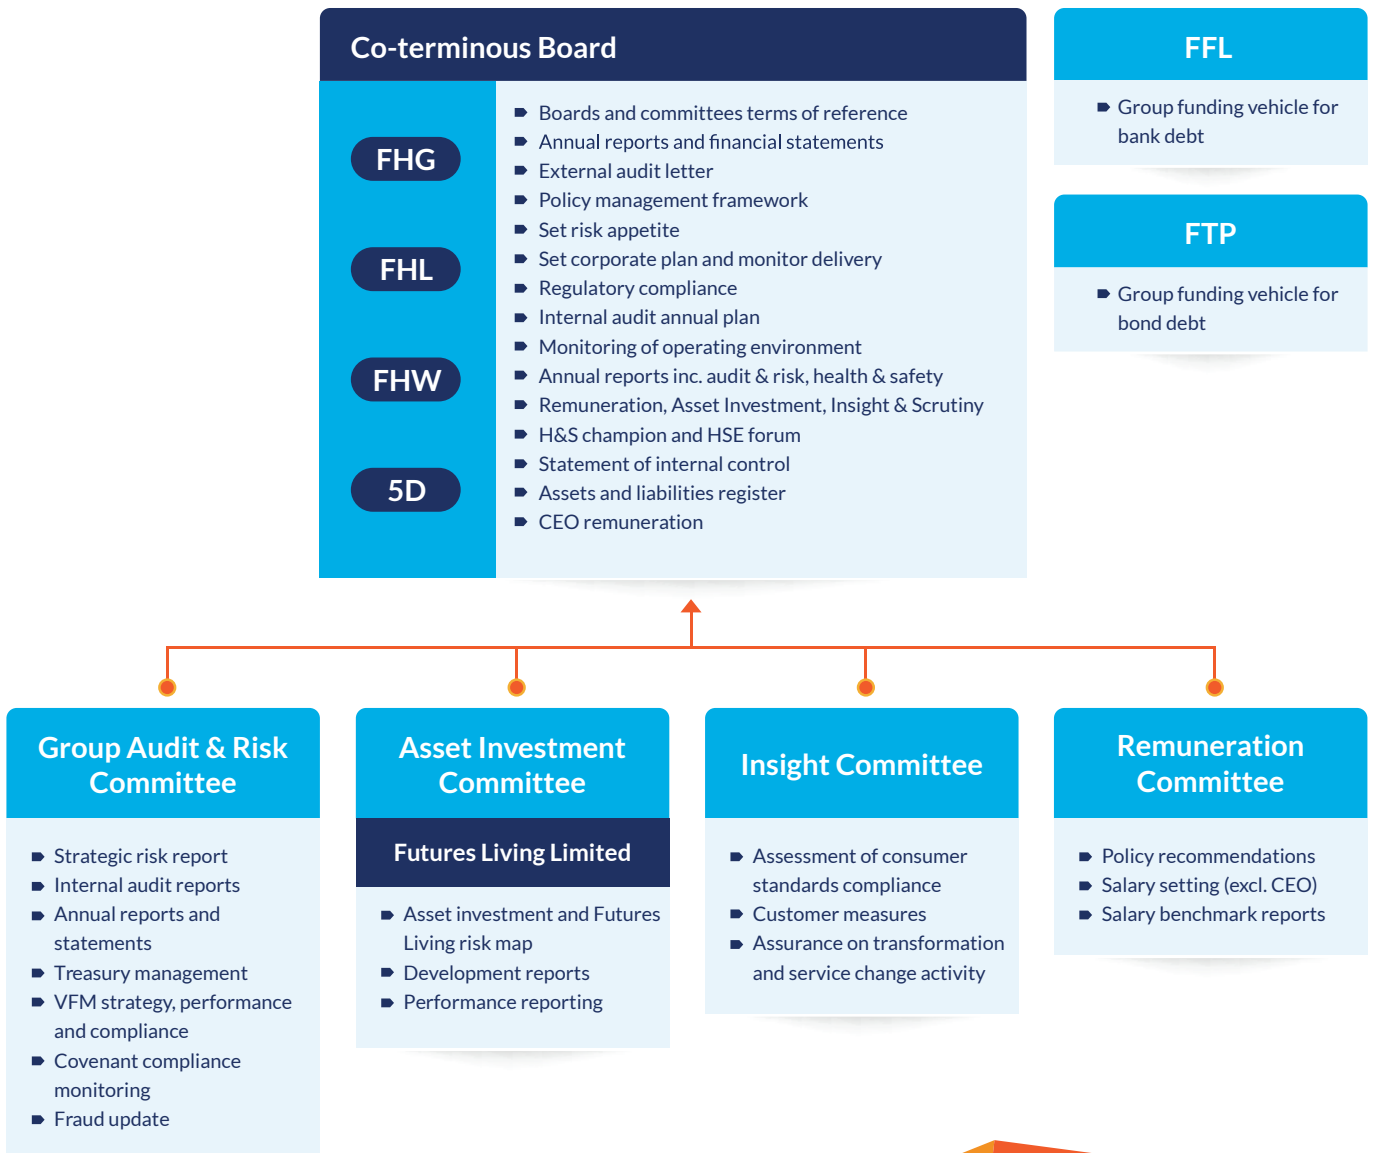 Co-terminous Board
FHG
FHL
FHW
5D
Boards and committees terms of reference
Annual reports and financial statements
External audit letter
Policy management framework
Set risk appetite
Set corporate plan and monitor delivery
Regulatory compliance
Internal audit annual plan
Monitoring of operating environment
Annual reports inc. audit & risk, health & safety
Remuneration, Asset Investment, Insight & Scrutiny
H&S champion and HSE forum
Statement of internal control
Assets and liabilities register
CEO remuneration
FFL
Group funding vehicle for
bank debt
FTP
Group funding vehicle for
bond debt
Group Audit & Risk
Committee
Strategic risk report
Internal audit reports
Annual reports and
statements
Treasury management
VFM strategy, performance
and compliance
Covenant compliance
monitoring
Fraud update
Asset Investment
Committee
Futures Living Limited
Asset investment and Futures
Living risk map
Development reports
Performance reporting
Insight Committee
Assessment of consumer
standards compliance
Customer measures
Assurance on transformation
and service change activity
Remuneration
Committee
Policy recommendations
Salary setting (excl. CEO)
Salary benchmark reports